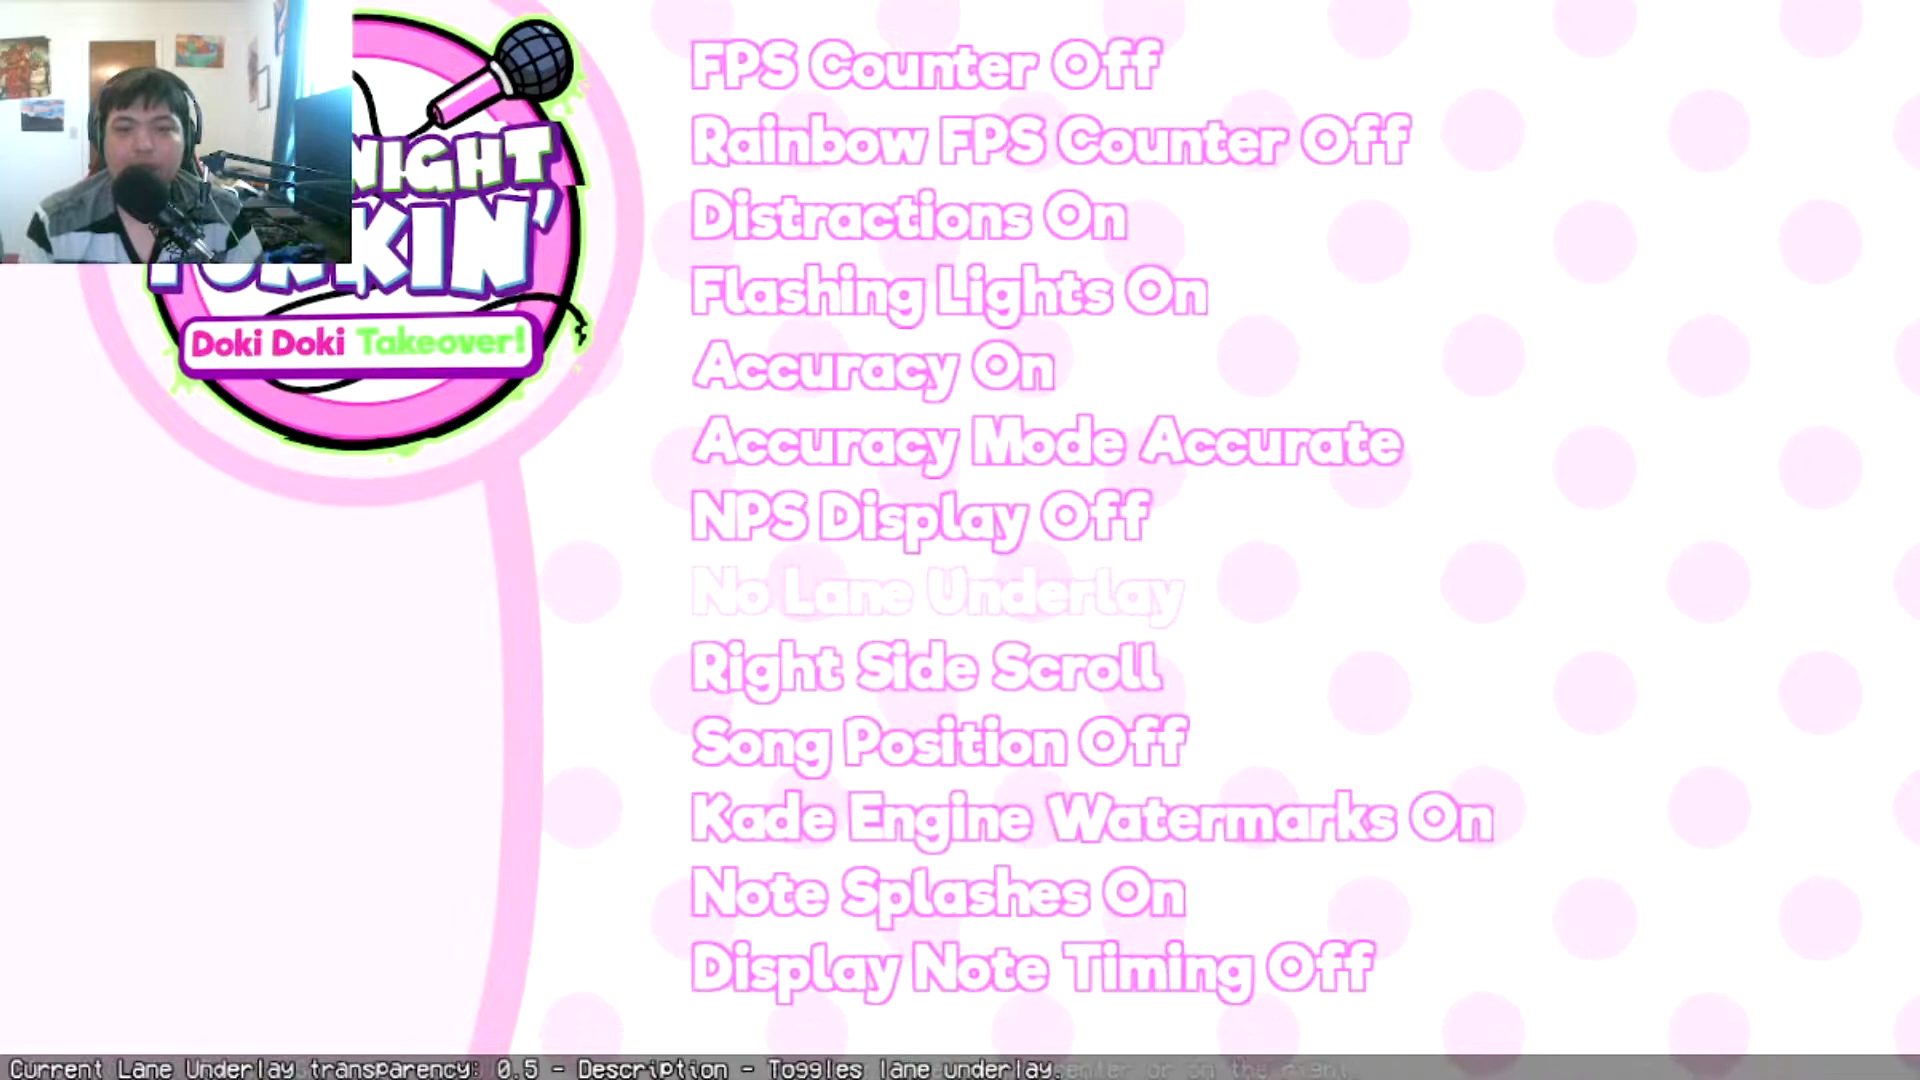 NIGHT
Doki Doki Takeover!
FPS Counter Off
Rainbow FPS Counter Off
Distractions On
Flashing Lights On
Accuracy On
Accuracy Mode Accurate
NPS Display Off
No Lane Underlay
Right Side Scroll
Song Position Off
Kade Engine Watermarks On
Note Splashes On
Display Note Timing Off
Current Lane Underlay transparency: 0.5 - Description - Toggles lane underlay.